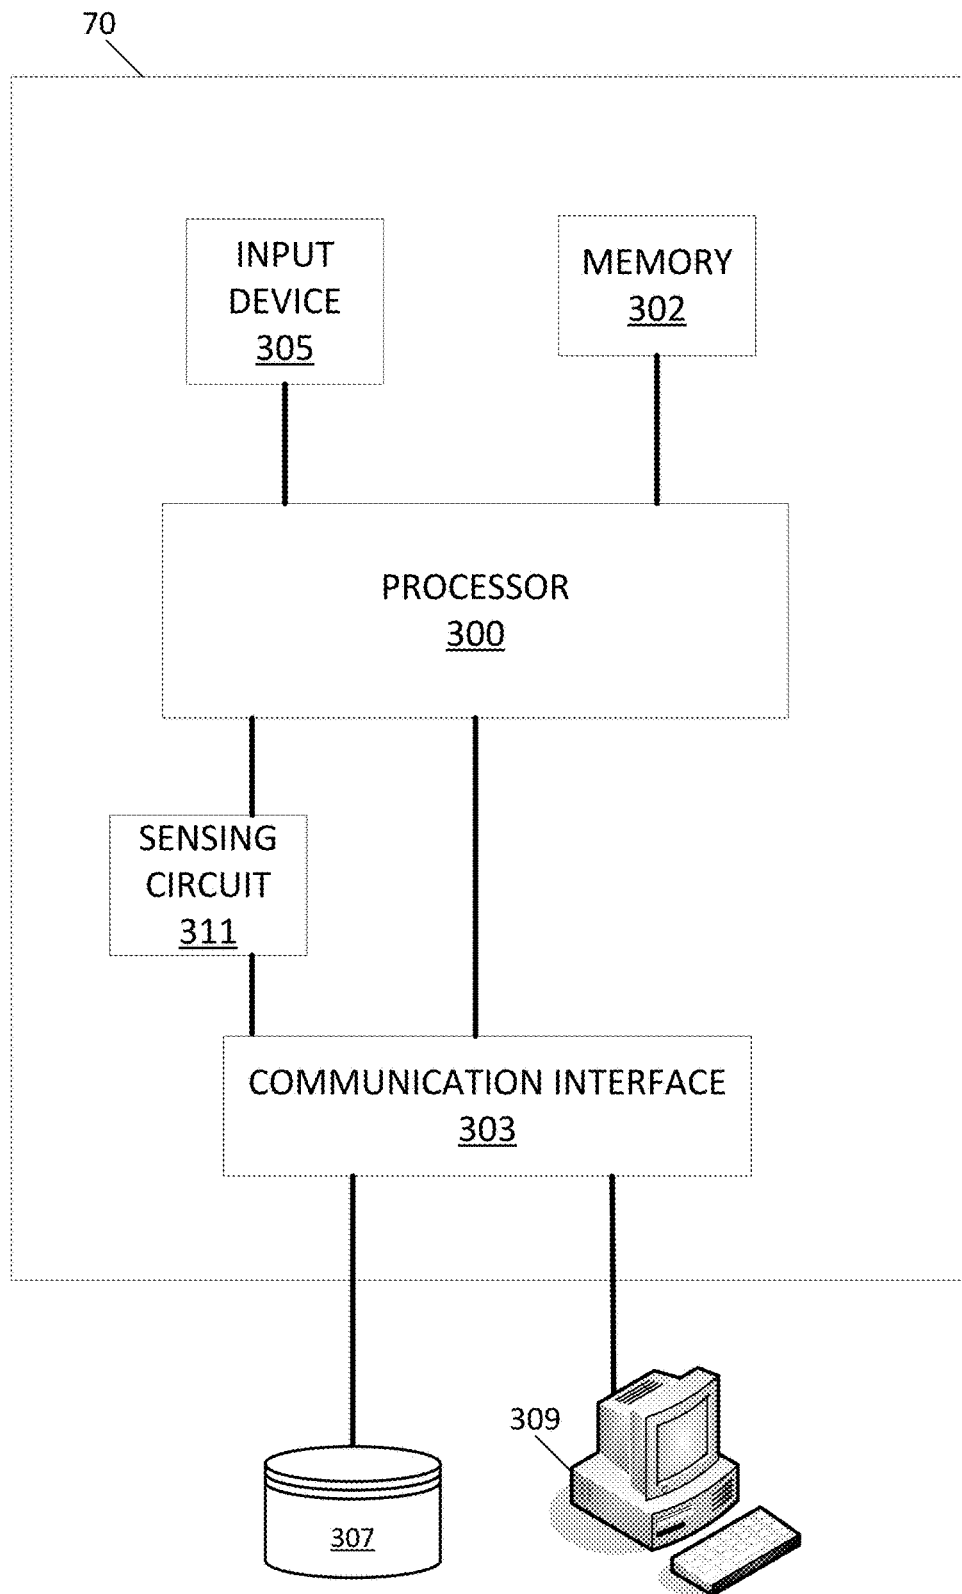 70
INPUT
DEVICE
305
MEMORY
302
PROCESSOR
300
SENSING
CIRCUIT
311
COMMUNICATION INTERFACE
303
309
307